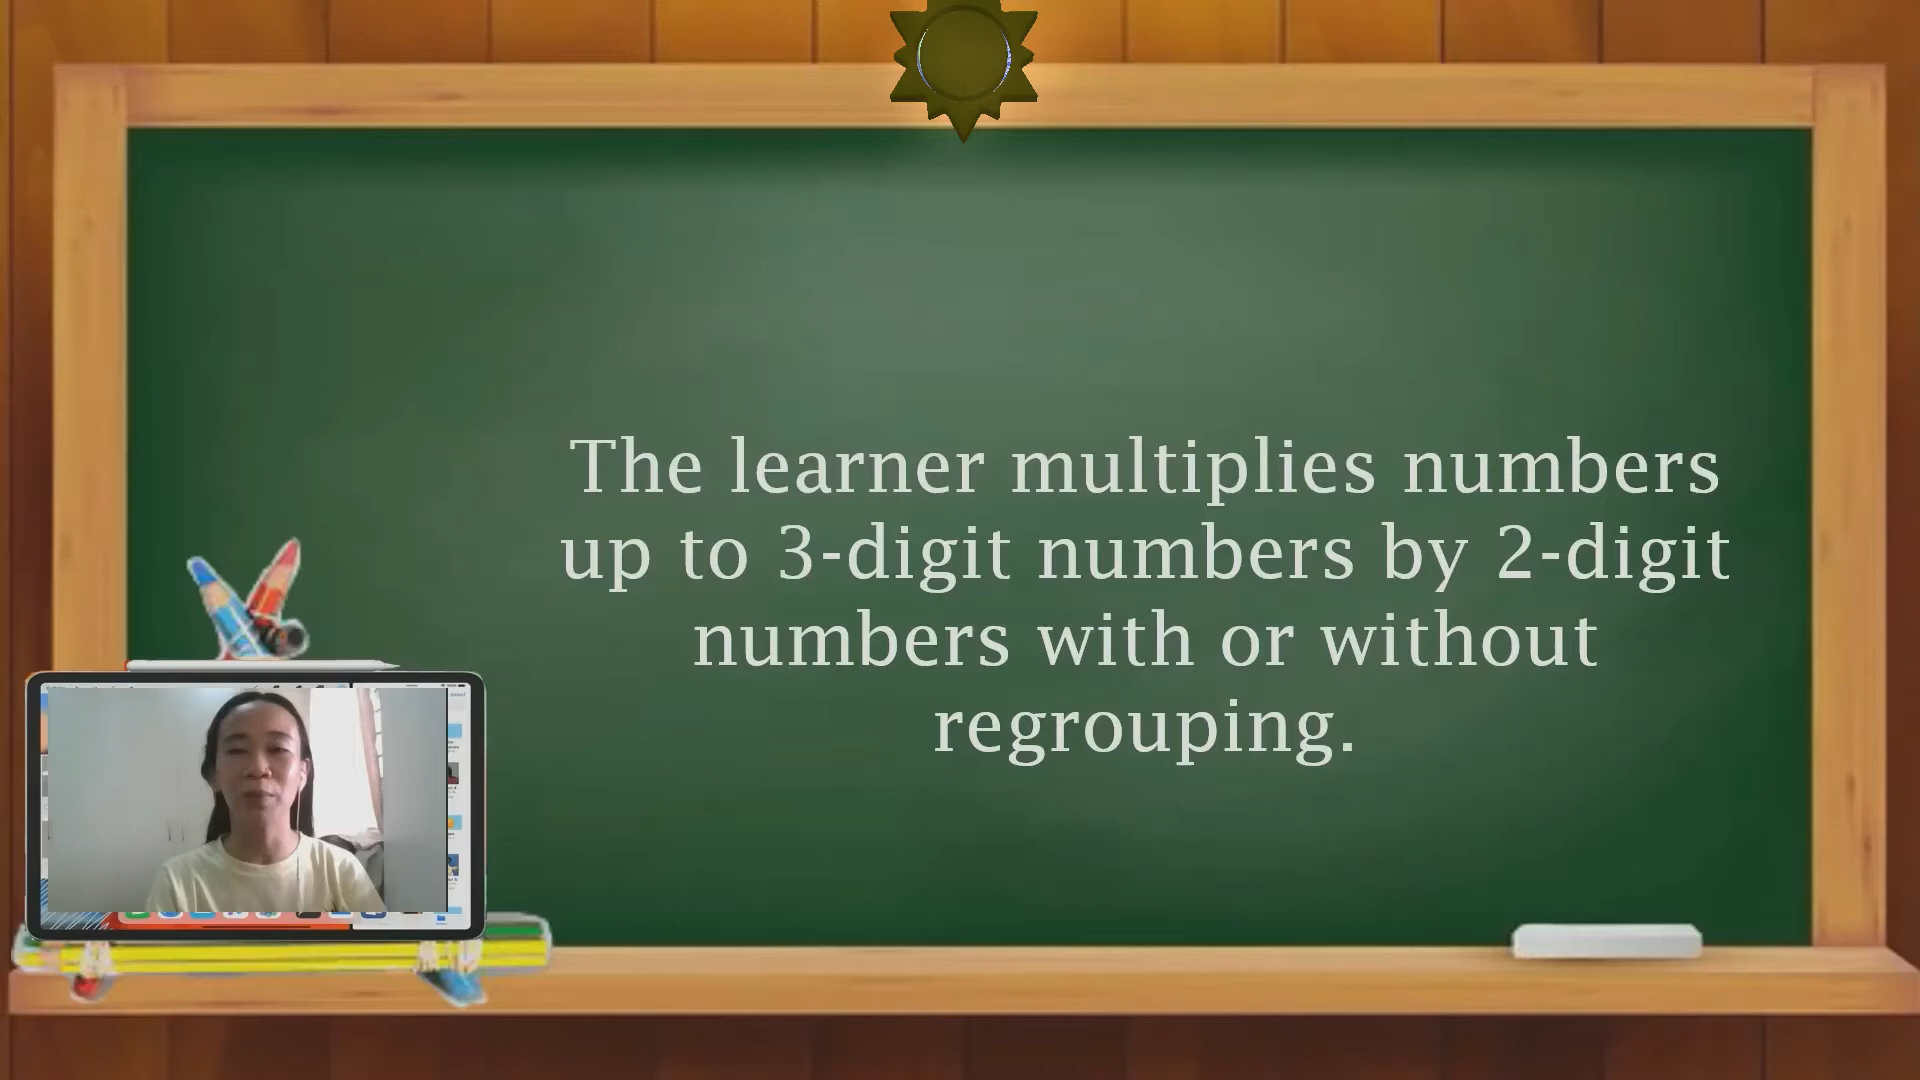 The learner multiplies numbers
up to 3-digit numbers by 2-digit
numbers with or without
regrouping.